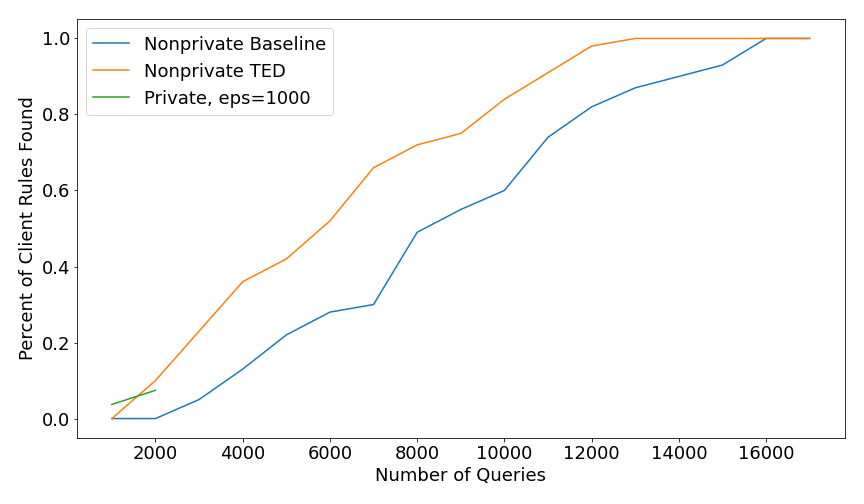 Nonprivate Baseline
Nonprivate TED
Private, eps=1000
Percent of Client Rules Found
1.0
0.8
0.6
0.4
0.2
0.0
2000 4000 6000 8000 10000 12000 14000 16000
Number of Queries